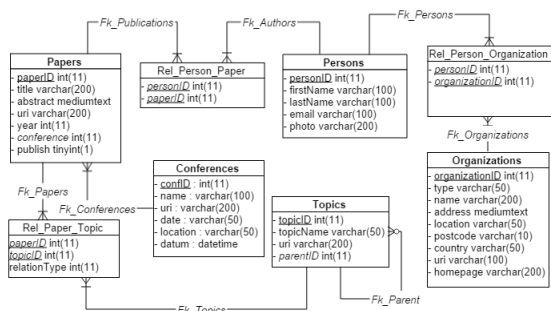 Fk_Publications
Fk_Authors
Fk_Persons
Papers
- paperID int(11)
- title varchar(200)
- abstract mediumtext
- uri varchar(200)
- year int(11)
- conference int(11)
- publish tinyint(1)
Rel_Person_Paper
- personID int(11)
- paperID int(11)
Persons
- personID int(11)
- firstName varchar(100)
- lastName varchar(100)
- email varchar(100)
- photo varchar(200)
Rel_Person_Organization
- personID int(11)
- organizationID int(11)
Fk_Organizations
Fk_Papers
Fk_Conferences
Conferences
- confID : int(11)
- name : varchar(100)
- uri : varchar(200)
- date : varchar(50)
- location : varchar(50)
- datum : datetime
Organizations
- organizationID int(11)
- type varchar(50)
- name varchar(200)
- address mediumtext
- location varchar(50)
- postcode varchar(10)
- country varchar(50)
- uri varchar(100)
- homepage varchar(200)
Topics
- topicID int(11)
- topicName varchar(50)
- uri varchar(200)
- parentID int(11)
Rel_Paper_Topic
- paperID int(11)
- topicID int(11)
- relationType int(11)
Fk_Parent
Fk_Topics